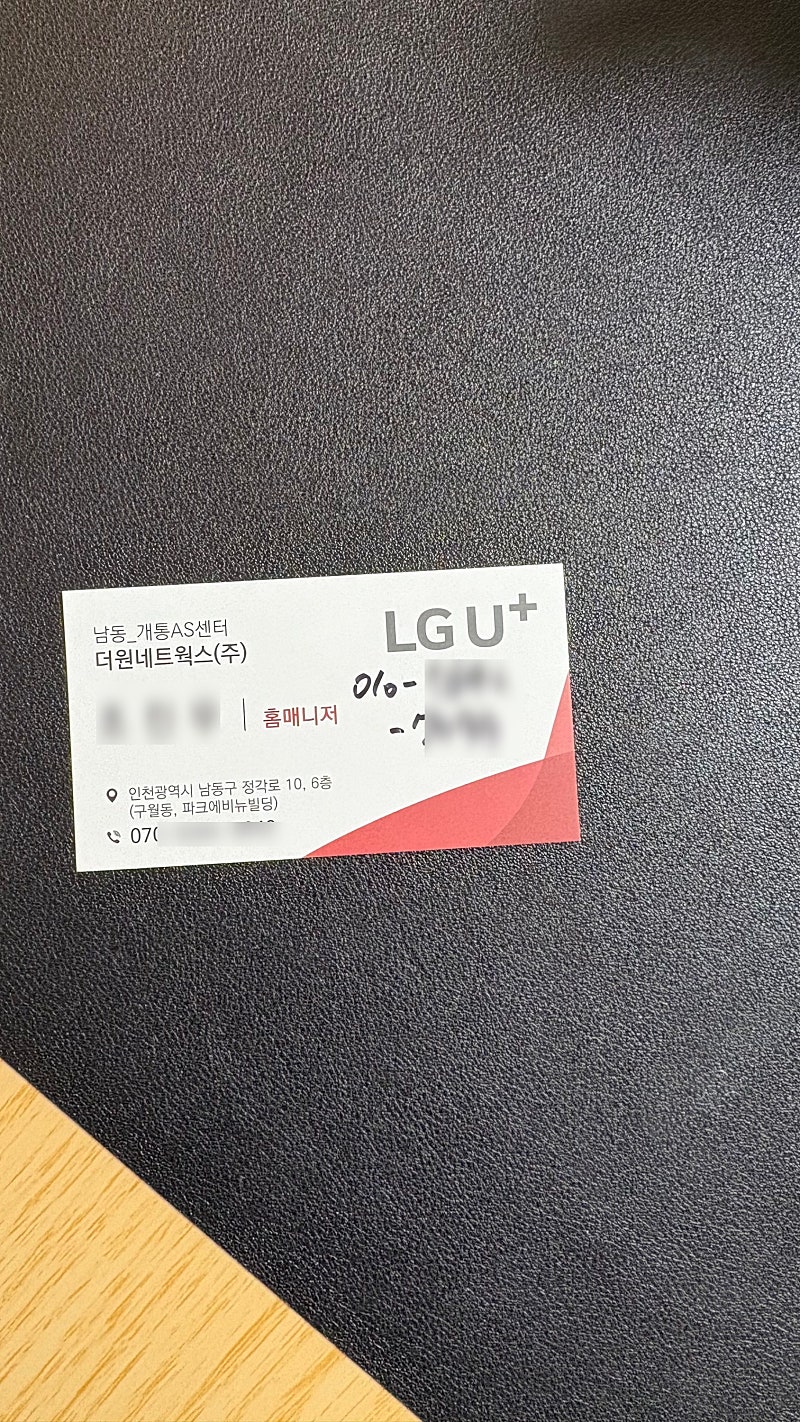 남동_개통AS센터
더원네트웍스(주)
LG U+
홈매니저
010-
인천광역시 남동구 정각로 10, 6층
(구월동, 파크에비뉴빌딩)
070